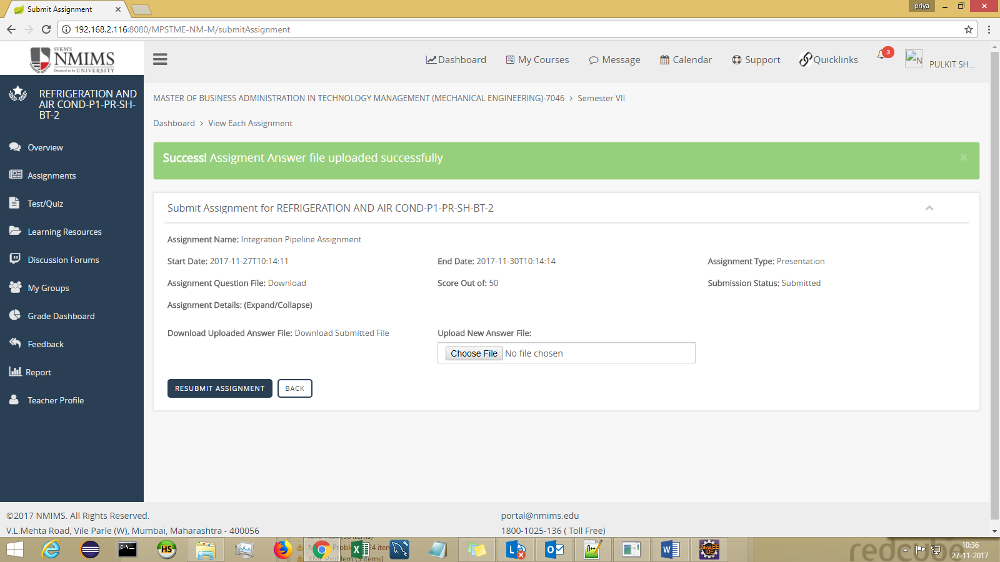 Submit Assignment
priya
192.168.2.116:8080/MPSTME-NM-M/submitAssignment
SVKM'S
NMIMS
Deemed to be UNIVERSITY
Dashboard
My Courses
Message
Calendar
Support
Quicklinks
3
PULKIT SH...
REFRIGERATION AND
AIR COND-P1-PR-SH-
BT-2
Overview
Assignments
Test/Quiz
Learning Resources
Discussion Forums
My Groups
Grade Dashboard
Feedback
Report
Teacher Profile
MASTER OF BUSINESS ADMINISTRATION IN TECHNOLOGY MANAGEMENT (MECHANICAL ENGINEERING)-7046 > Semester VII
Dashboard > View Each Assignment
Success! Assigment Answer file uploaded successfully
×
Submit Assignment for REFRIGERATION AND AIR COND-P1-PR-SH-BT-2
Assignment Name: Integration Pipeline Assignment
Start Date: 2017-11-27T10:14:11
End Date: 2017-11-30T10:14:14
Assignment Type: Presentation
Assignment Question File: Download
Score Out of: 50
Submission Status: Submitted
Assignment Details: (Expand/Collapse)
Download Uploaded Answer File: Download Submitted File
Upload New Answer File:
Choose File No file chosen
RESUBMIT ASSIGNMENT
BACK
©2017 NMIMS. All Rights Reserved.
V.L.Mehta Road, Vile Parle (W), Mumbai, Maharashtra - 400056
portal@nmims.edu
1800-1025-136 ( Toll Free)
C:\_
HS
Java EE
IDE
redcube
10:36
27-11-2017